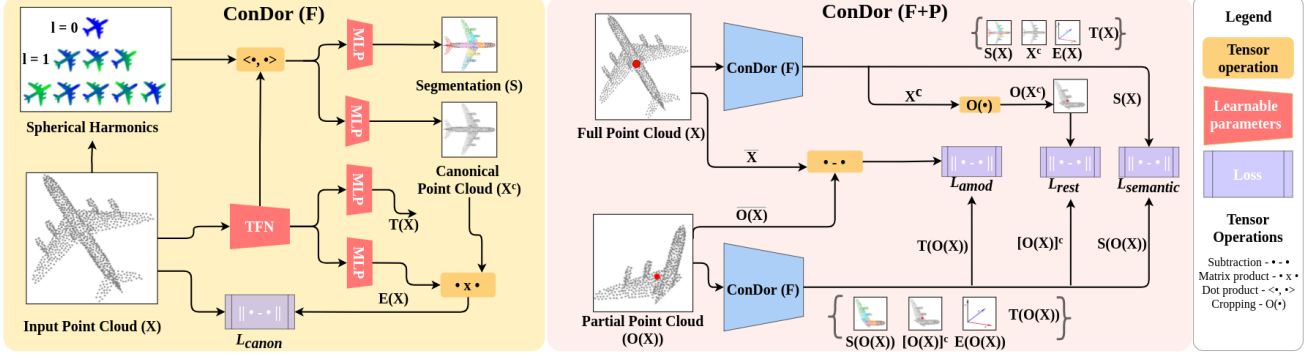 ConDor (F)
l = 0
l = 1
Spherical Harmonics
<•, •>
MLP
Segmentation (S)
MLP
Canonical
Point Cloud (Xᶜ)
TFN
MLP
T(X)
MLP
E(X)
• x •
Input Point Cloud (X)
|| • - • ||
L_canon
ConDor (F+P)
Full Point Cloud (X)
ConDor (F)
S(X) Xᶜ E(X) T(X)
Xᶜ
O(•)
O(Xᶜ)
S(X)
X̅
• - •
|| • - • ||
L_amod
|| • - • ||
L_rest
|| • - • ||
L_semantic
O̅(̅X̅)̅
T(O(X))
[O(X)]ᶜ
S(O(X))
Partial Point Cloud
(O(X))
ConDor (F)
S(O(X)) [O(X)]ᶜ E(O(X)) T(O(X))
Legend
Tensor
operation
Learnable
parameters
Loss
Tensor
Operations
Subtraction - • - •
Matrix product - • x •
Dot product - <•, •>
Cropping - O(•)